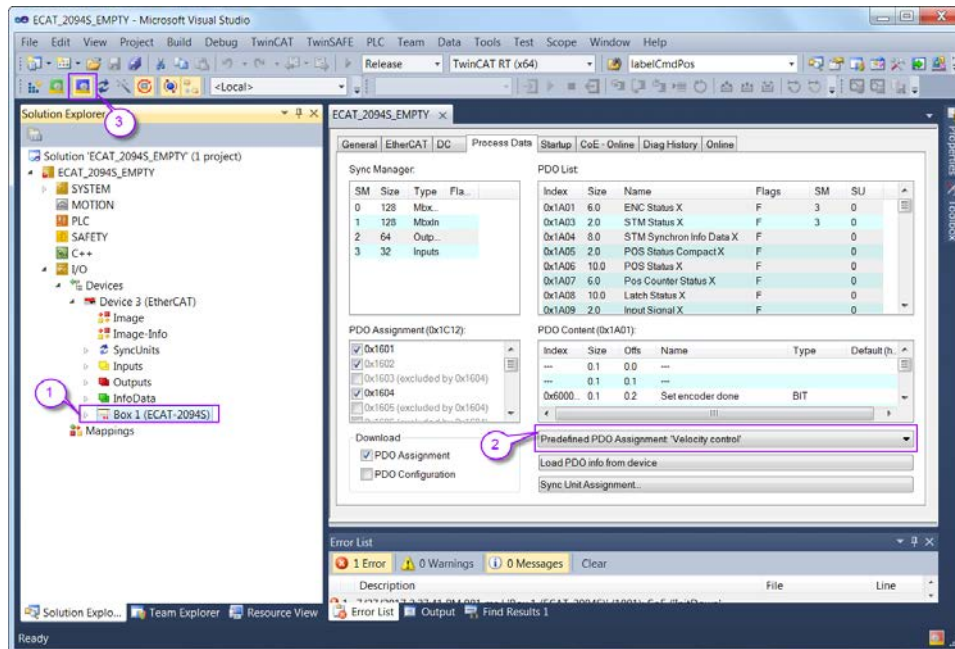 ECAT_2094S_EMPTY - Microsoft Visual Studio
File Edit View Project Build Debug TwinCAT TwinSAFE PLC Team Data Tools Test Scope Window Help
Release TwinCAT RT (x64) labelCmdPos
<Local>
3
Solution Explorer
ECAT_2094S_EMPTY
Solution 'ECAT_2094S_EMPTY' (1 project)
ECAT_2094S_EMPTY
SYSTEM
MOTION
PLC
SAFETY
C++
I/O
Devices
Device 3 (EtherCAT)
Image
Image-Info
SyncUnits
Inputs
Outputs
InfoData
1
Box 1 (ECAT-2094S)
Mappings
General EtherCAT DC Process Data Startup CoE - Online Diag History Online
Sync Manager:
SM Size Type Fla...
0 128 Mbx...
1 128 MbxIn
2 64 Outp...
3 32 Inputs
PDO List:
Index Size Name Flags SM SU
0x1A01 6.0 ENC Status X F 3 0
0x1A03 2.0 STM Status X F 3 0
0x1A04 8.0 STM Synchron Info Data X F 0
0x1A05 2.0 POS Status Compact X F 0
0x1A06 10.0 POS Status X F 0
0x1A07 6.0 Pos Counter Status X F 0
0x1A08 10.0 Latch Status X F 0
0x1A09 2.0 Input Signal X F 0
PDO Assignment (0x1C12):
0x1601
0x1602
0x1603 (excluded by 0x1604)
0x1604
0x1605 (excluded by 0x1604)
PDO Content (0x1A01):
Index Size Offs Name Type Default (h...
--- 0.1 0.0 ---
--- 0.1 0.1 ---
0x6000... 0.1 0.2 Set encoder done BIT
Download
PDO Assignment
PDO Configuration
2
Predefined PDO Assignment: 'Velocity control'
Load PDO info from device
Sync Unit Assignment...
Properties
Toolbox
Error List
1 Error 0 Warnings 0 Messages Clear
Description File Line
Solution Explo... Team Explorer Resource View
Error List Output Find Results 1
Ready